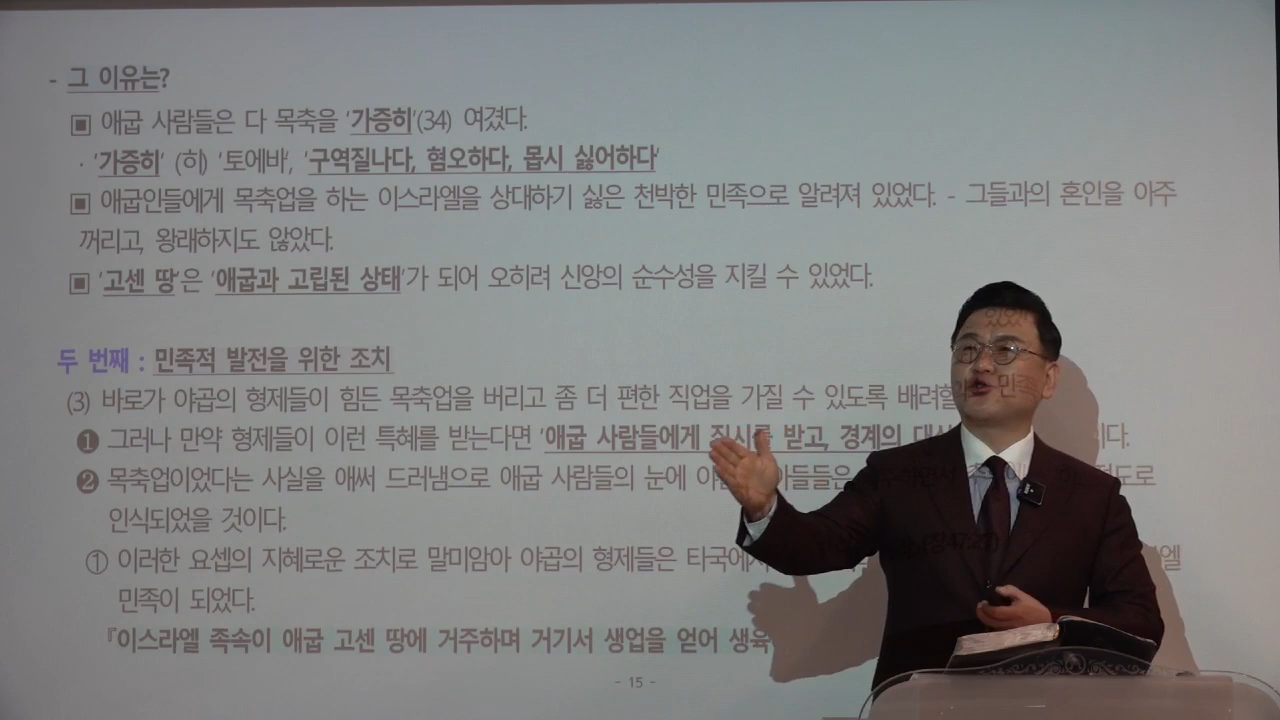 - 그 이유는?
▣ 애굽 사람들은 다 목축을 '가증히'(34) 여겼다.
· '가증히' (히) '토에바', '구역질나다, 혐오하다, 몹시 싫어하다'
▣ 애굽인들에게 목축업을 하는 이스라엘을 상대하기 싫은 천박한 민족으로 알려져 있었다. - 그들과의 혼인을 아주
꺼리고, 왕래하지도 않았다.
▣ '고센 땅'은 '애굽과 고립된 상태'가 되어 오히려 신앙의 순수성을 지킬 수 있었다.
두 번째 : 민족적 발전을 위한 조치
(3) 바로가 야곱의 형제들이 힘든 목축업을 버리고 좀 더 편한 직업을 가질 수 있도록
❶ 그러나 만약 형제들이 이런 특혜를 받는다면 '애굽 사람들에게 질시를 받고, 경계의
❷ 목축업이었다는 사실을 애써 드러냄으로 애굽 사람들의 눈에
인식되었을 것이다.
① 이러한 요셉의 지혜로운 조치로 말미암아 야곱의 형제들은
민족이 되었다.
『이스라엘 족속이 애굽 고센 땅에 거주하며 거기서 생업을 얻어
- 15 -